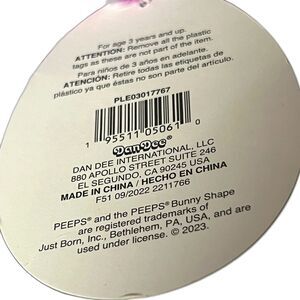 For age 3 years and up.
ATTENTION: Remove all the plastic
tags as these are not part of the item.
Para niños de 3 años en adelante.
ATENCIÓN: Retire todas las etiquetas de
plástico ya que éstas no son parte del artículo.
PLE03017767
1 95511 05061 0
DanDee
DAN DEE INTERNATIONAL, LLC
880 APOLLO STREET SUITE 246
EL SEGUNDO, CA 90245 USA
MADE IN CHINA / HECHO EN CHINA
F51 09/2022 2211766
PEEPS® and the PEEPS® Bunny Shape
are registered trademarks of
Just Born, Inc., Bethlehem, PA, USA, and are
used under license. © 2023.